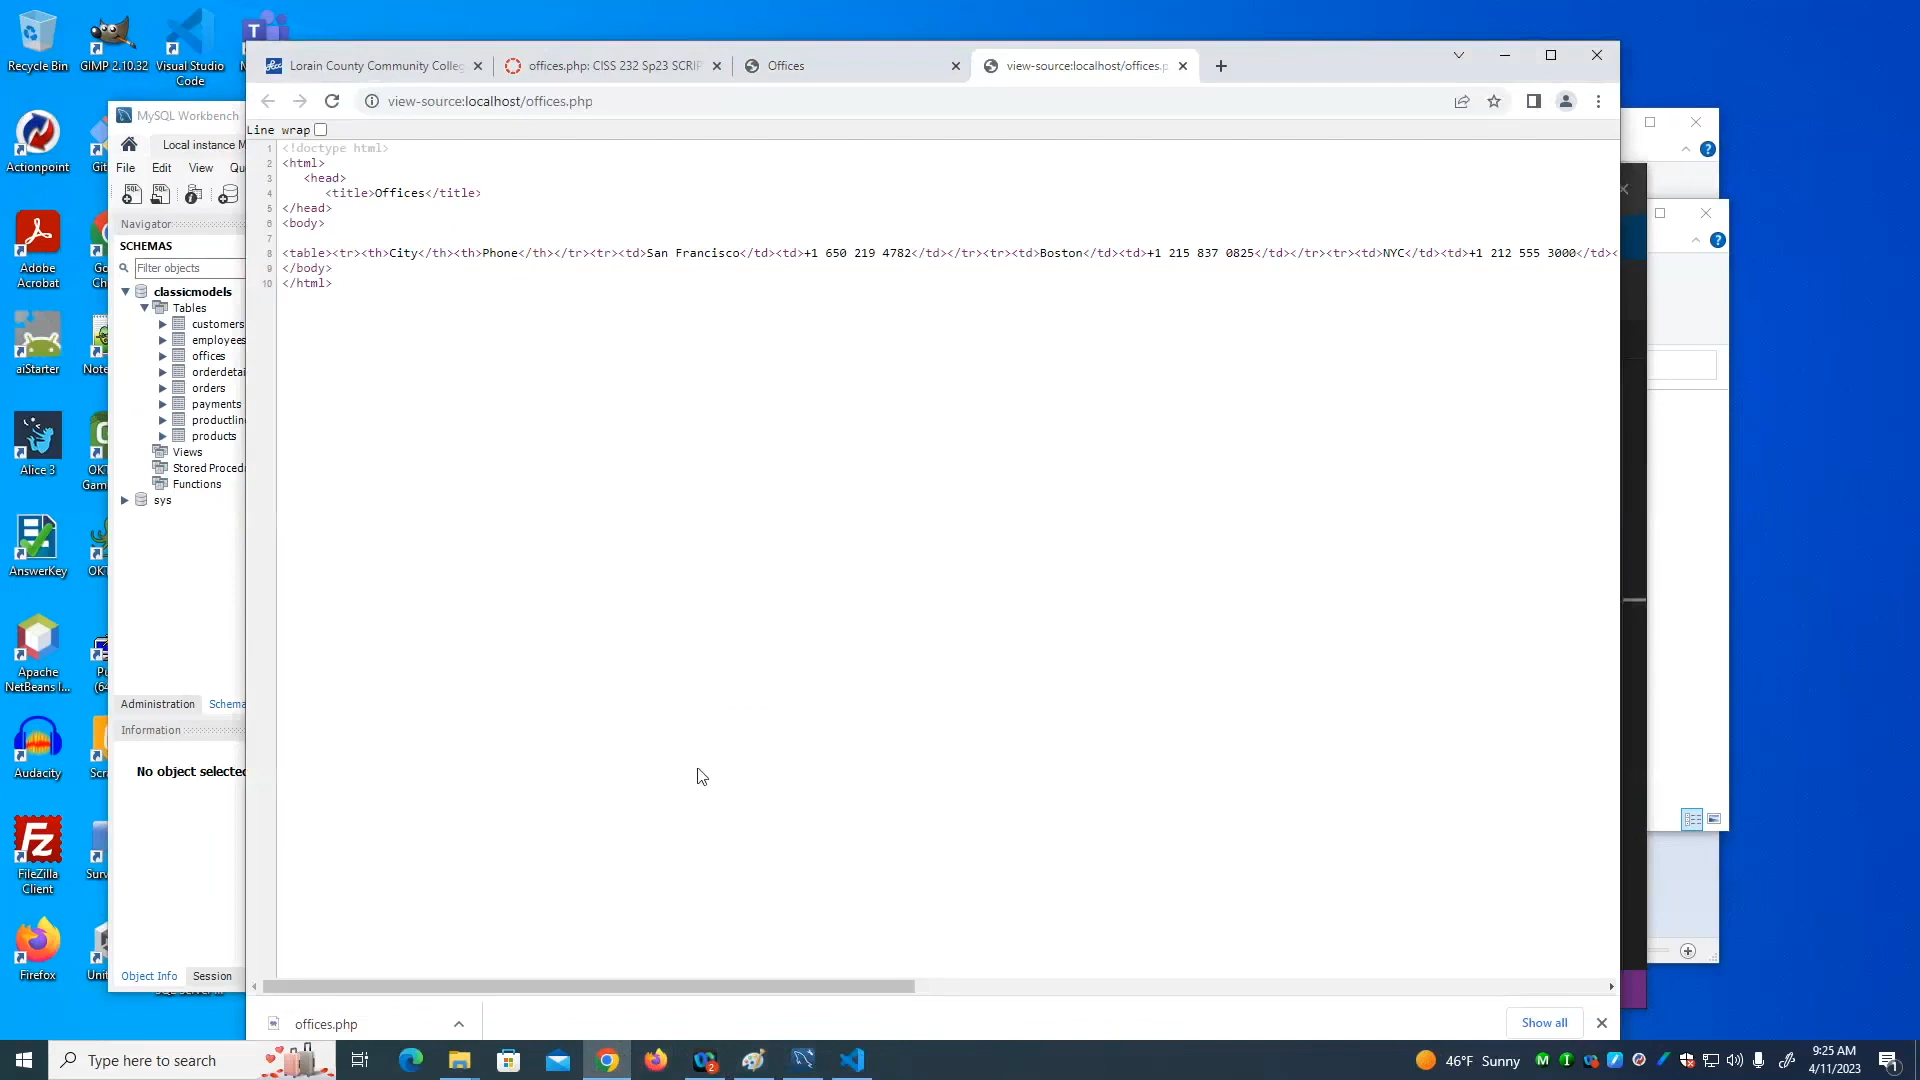 Recycle Bin
GIMP 2.10.32
Visual Studio
Code
Actionpoint
Adobe
Acrobat
aiStarter
Alice 3
AnswerKey
Apache
NetBeans I...
Audacity
FileZilla
Client
Firefox
MySQL Workbench
Local instance M
File Edit View Qu
Navigator
SCHEMAS
Filter objects
classicmodels
Tables
customers
employees
offices
orderdetai
orders
payments
productlin
products
Views
Stored Proced
Functions
sys
Administration Schema
Information
No object selected
Object Info Session
Lorain County Community Colleg
offices.php: CISS 232 Sp23 SCRIP
Offices
view-source:localhost/offices.p
view-source:localhost/offices.php
Line wrap
1 <!doctype html>
2 <html>
3 <head>
4 <title>Offices</title>
5 </head>
6 <body>
7
8 <table><tr><th>City</th><th>Phone</th></tr><tr><td>San Francisco</td><td>+1 650 219 4782</td></tr><tr><td>Boston</td><td>+1 215 837 0825</td></tr><tr><td>NYC</td><td>+1 212 555 3000</td><
9 </body>
10 </html>
offices.php
Show all
Type here to search
46°F Sunny
9:25 AM
4/11/2023